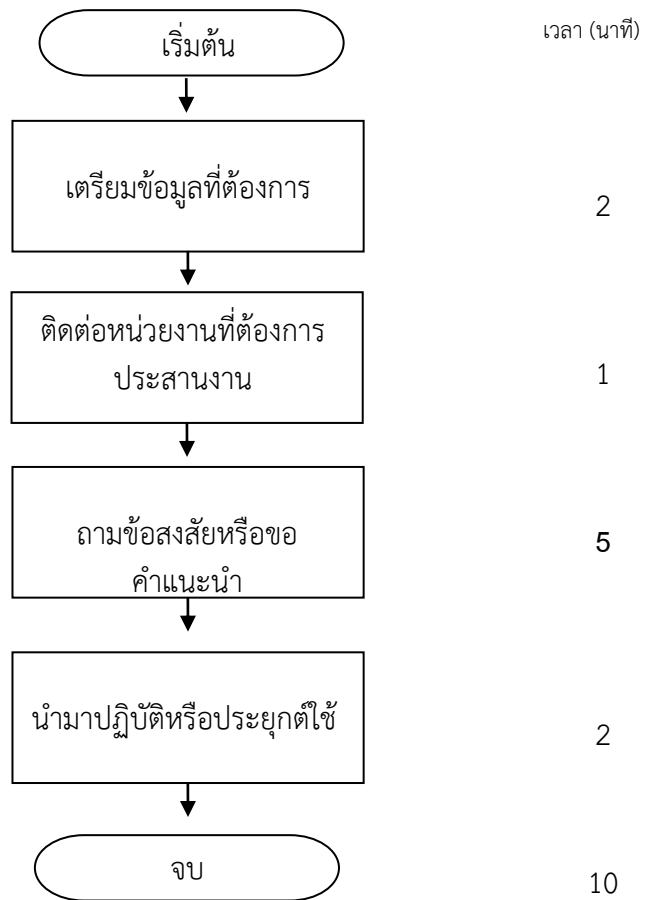 เริ่มต้น
เวลา (นาที)
เตรียมข้อมูลที่ต้องการ
2
ติดต่อหน่วยงานที่ต้องการ
ประสานงาน
1
ถามข้อสงสัยหรือขอ
คำแนะนำ
5
นำมาปฏิบัติหรือประยุกต์ใช้
2
จบ
10